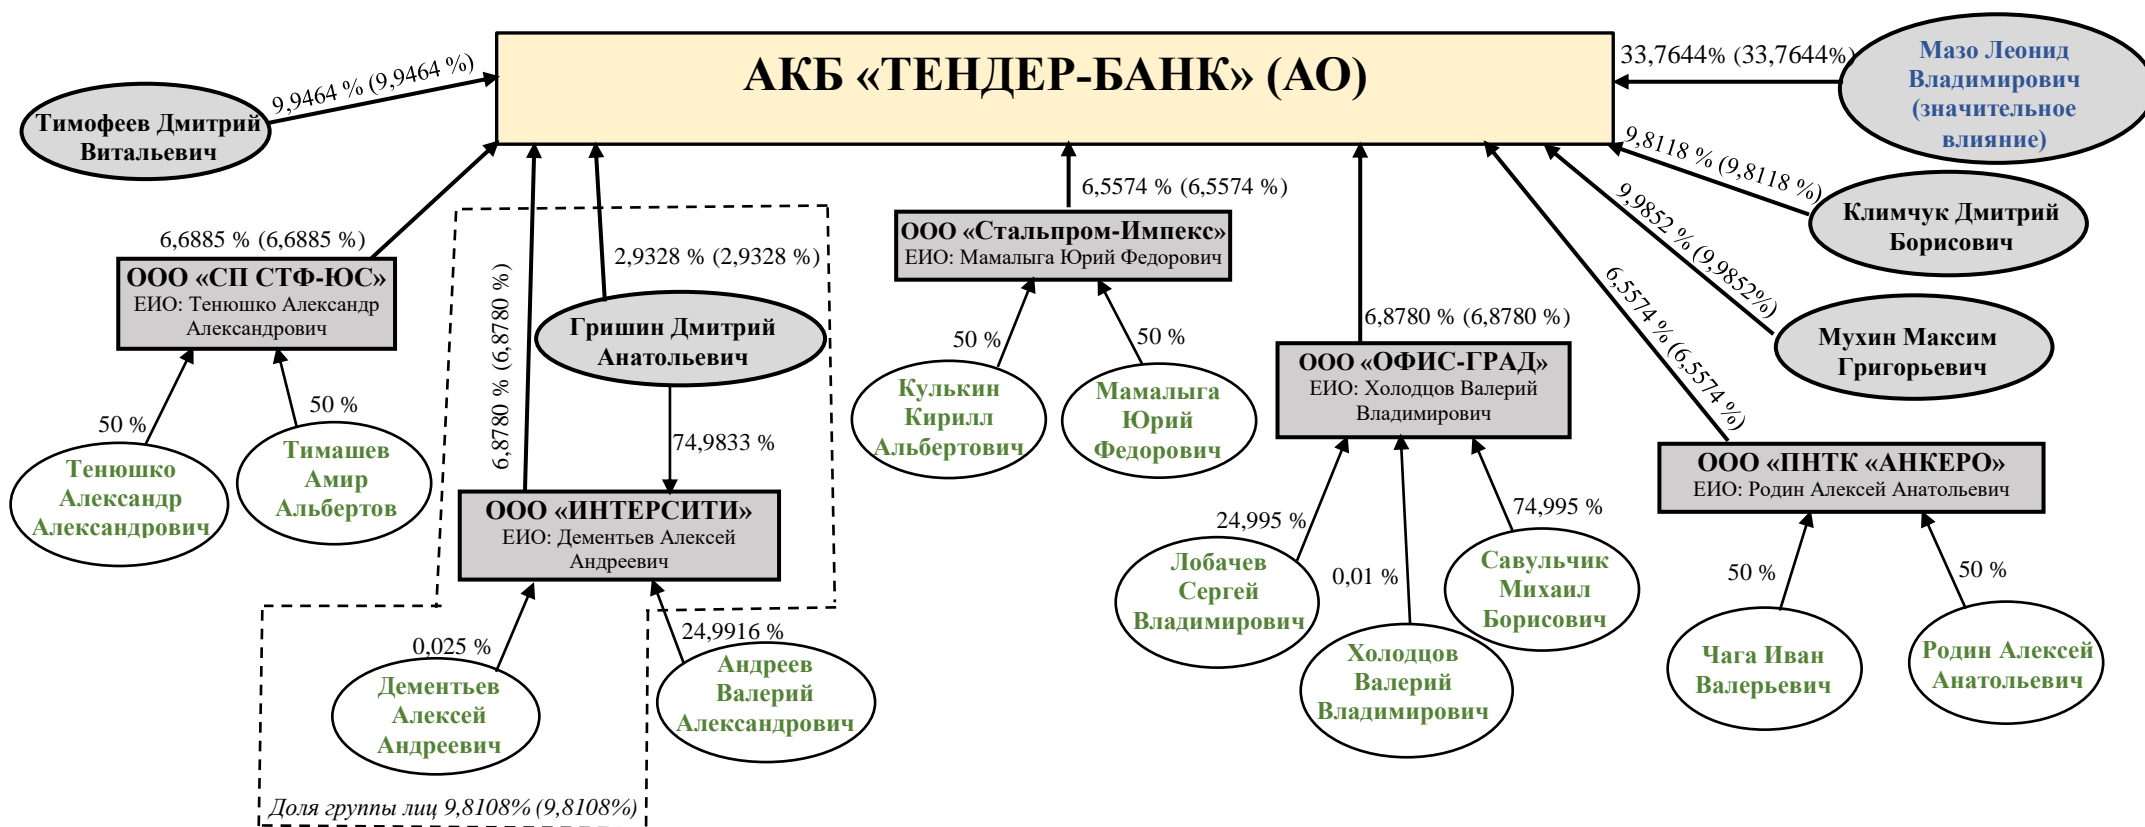 АКБ «ТЕНДЕР-БАНК» (АО)
9,9464 % (9,9464 %)
Тимофеев Дмитрий
Витальевич
33,7644% (33,7644%)
Мазо Леонид
Владимирович
(значительное
влияние)
9,8118 % (9,8118 %)
Климчук Дмитрий
Борисович
9,9852 % (9,9852%)
Мухин Максим
Григорьевич
6,6885 % (6,6885 %)
ООО «СП СТФ-ЮС»
ЕИО: Тенюшко Александр
Александрович
50 %
Тенюшко
Александр
Александрович
50 %
Тимашев
Амир
Альбертов
6,8780 % (6,8780 %)
2,9328 % (2,9328 %)
Гришин Дмитрий
Анатольевич
74,9833 %
ООО «ИНТЕРСИТИ»
ЕИО: Дементьев Алексей
Андреевич
0,025 %
Дементьев
Алексей
Андреевич
24,9916 %
Андреев
Валерий
Александрович
Доля группы лиц 9,8108% (9,8108%)
6,5574 % (6,5574 %)
ООО «Стальпром-Импекс»
ЕИО: Мамалыга Юрий Федорович
50 %
Кулькин
Кирилл
Альбертович
50 %
Мамалыга
Юрий
Федорович
6,8780 % (6,8780 %)
ООО «ОФИС-ГРАД»
ЕИО: Холодцов Валерий
Владимирович
24,995 %
Лобачев
Сергей
Владимирович
0,01 %
Холодцов
Валерий
Владимирович
74,995 %
Савульчик
Михаил
Борисович
6,5574 % (6,5574 %)
ООО «ПНТК «АНКЕРО»
ЕИО: Родин Алексей Анатольевич
50 %
Чага Иван
Валерьевич
50 %
Родин Алексей
Анатольевич